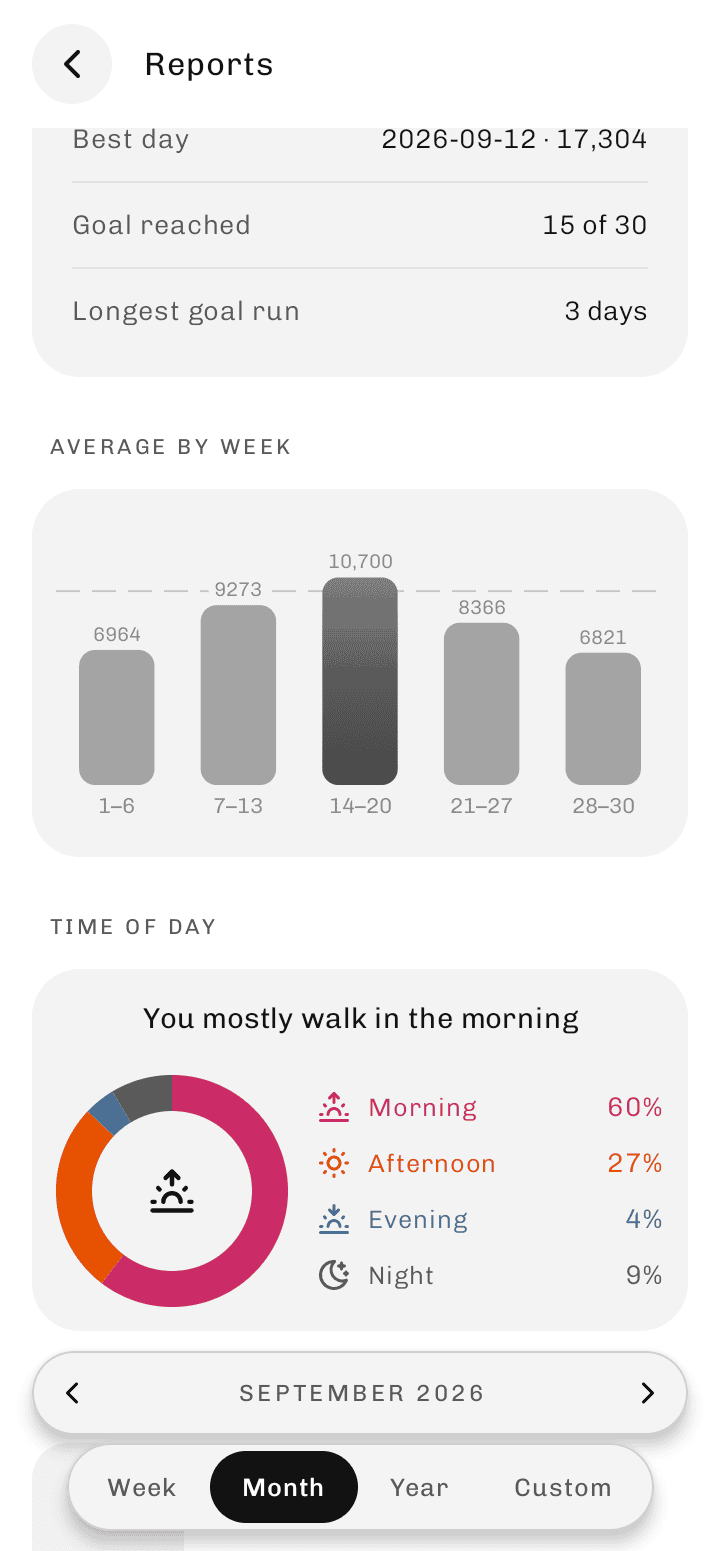 Reports
Best day 2026-09-12 · 17,304
Goal reached 15 of 30
Longest goal run 3 days
AVERAGE BY WEEK
6964 9273 10,700 8366 6821
1–6 7–13 14–20 21–27 28–30
TIME OF DAY
You mostly walk in the morning
Morning 60%
Afternoon 27%
Evening 4%
Night 9%
SEPTEMBER 2026
Week Month Year Custom